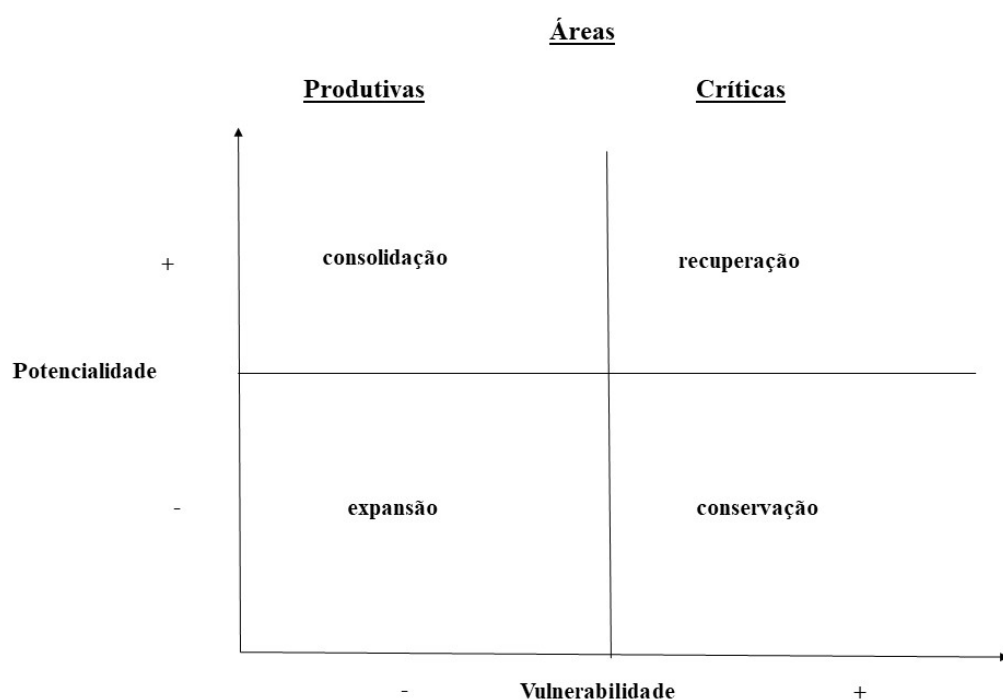 Áreas
Produtivas Críticas
+ consolidação recuperação
Potencialidade
- expansão conservação
- Vulnerabilidade +